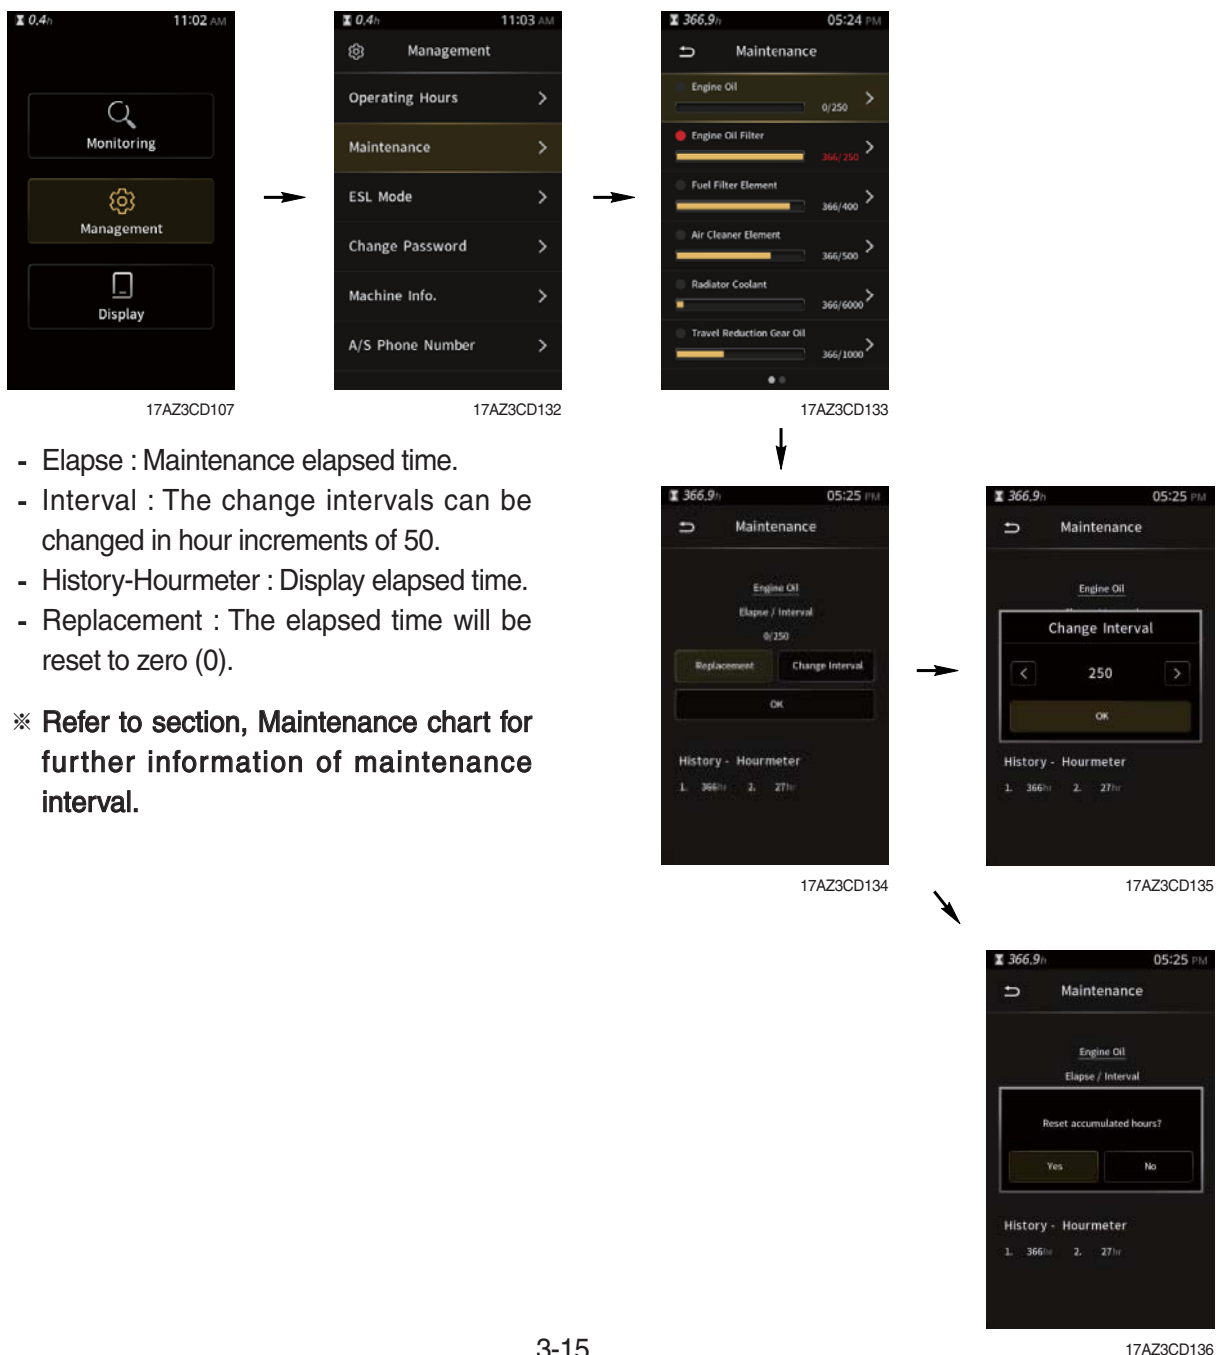 0.4h 11:02 AM
Monitoring
Management
Display
17AZ3CD107
0.4h 11:03 AM
Management
Operating Hours
Maintenance
ESL Mode
Change Password
Machine Info.
A/S Phone Number
17AZ3CD132
366.9h 05:24 PM
Maintenance
Engine Oil
0/250
Engine Oil Filter
366/250
Fuel Filter Element
366/400
Air Cleaner Element
366/500
Radiator Coolant
366/6000
Travel Reduction Gear Oil
366/1000
17AZ3CD133
- Elapse : Maintenance elapsed time.
- Interval : The change intervals can be
changed in hour increments of 50.
- History-Hourmeter : Display elapsed time.
- Replacement : The elapsed time will be
reset to zero (0).
※ Refer to section, Maintenance chart for
further information of maintenance
interval.
366.9h 05:25 PM
Maintenance
Engine Oil
Elapse / Interval
0/250
Replacement Change Interval
OK
History - Hourmeter
1. 366hr 2. 27hr
17AZ3CD134
366.9h 05:25 PM
Maintenance
Engine Oil
Change Interval
< 250 >
OK
History - Hourmeter
1. 366hr 2. 27hr
17AZ3CD135
366.9h 05:25 PM
Maintenance
Engine Oil
Elapse / Interval
Reset accumulated hours?
Yes No
History - Hourmeter
1. 366hr 2. 27hr
17AZ3CD136
3-15